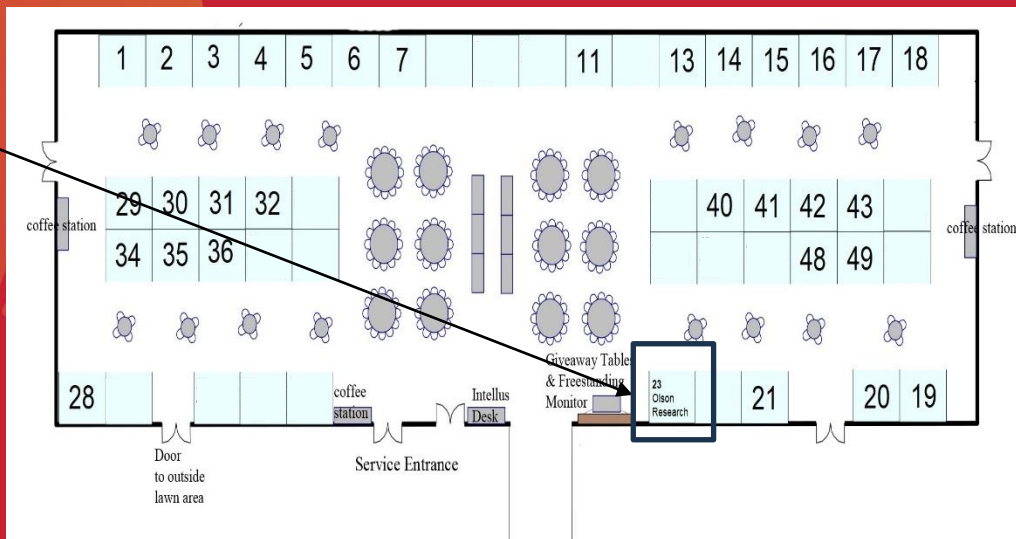 1 2 3 4 5 6 7 11 13 14 15 16 17 18
29 30 31 32 40 41 42 43
coffee station
coffee station
34 35 36 48 49
28
coffee
station
Intellus
Desk
Giveaway Tables
& Freestanding
Monitor
23
Olson
Research
21 20 19
Door
to outside
lawn area
Service Entrance